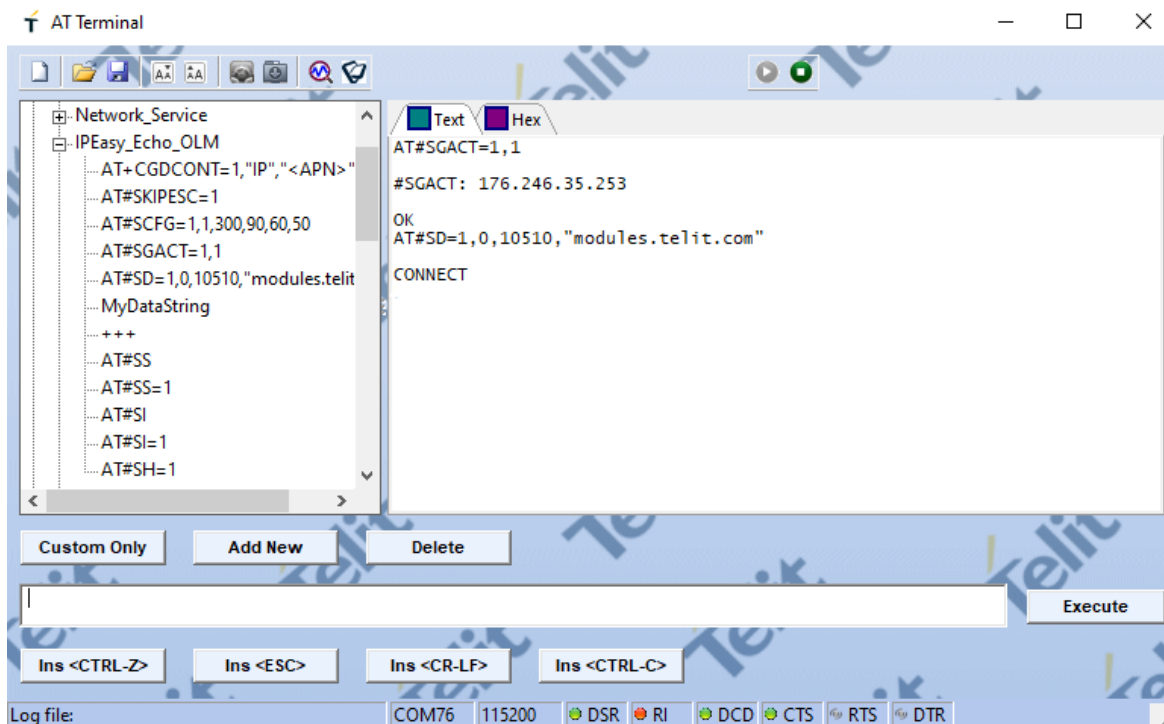 AT Terminal
Network_Service
IPEasy_Echo_OLM
AT+CGDCONT=1,"IP","<APN>"
AT#SKIPESC=1
AT#SCFG=1,1,300,90,60,50
AT#SGACT=1,1
AT#SD=1,0,10510,"modules.telit
MyDataString
+++
AT#SS
AT#SS=1
AT#SI
AT#SI=1
AT#SH=1
Text Hex
AT#SGACT=1,1
#SGACT: 176.246.35.253
OK
AT#SD=1,0,10510,"modules.telit.com"
CONNECT
Custom Only Add New Delete
Execute
Ins <CTRL-Z> Ins <ESC> Ins <CR-LF> Ins <CTRL-C>
Log file: COM76 115200 DSR RI DCD CTS RTS DTR
Telit